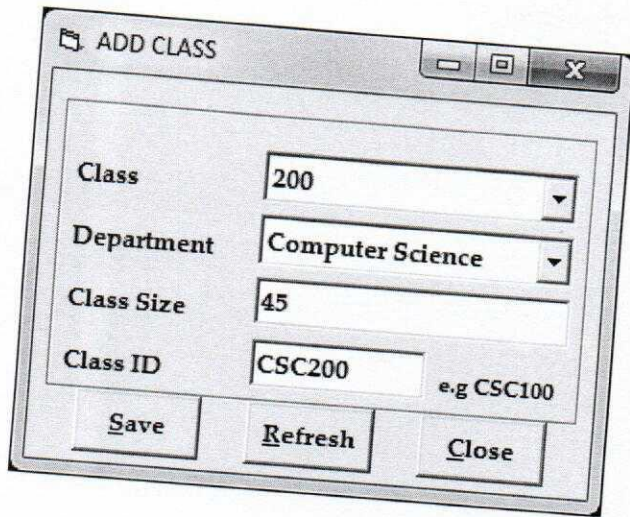 ADD CLASS
Class 200
Department Computer Science
Class Size 45
Class ID CSC200 e.g CSC100
Save Refresh Close